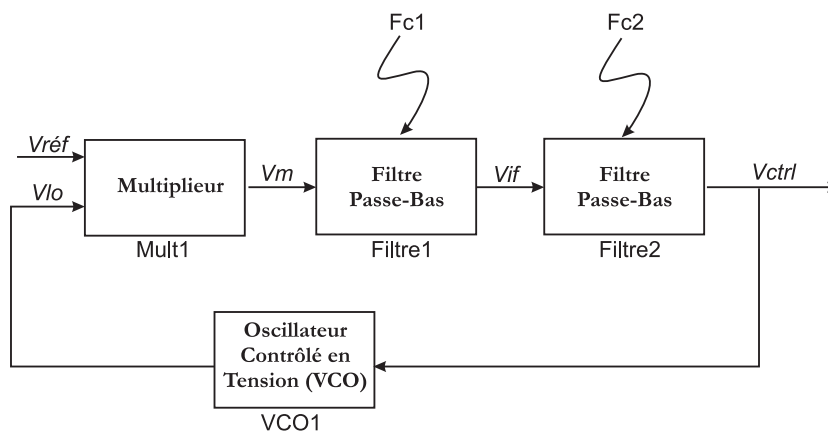 Fc1
Fc2
Vréf
Vlo
Multiplieur
Mult1
Vm
Filtre
Passe-Bas
Filtre1
Vif
Filtre
Passe-Bas
Filtre2
Vctrl
Oscillateur
Contrôlé en
Tension (VCO)
VCO1